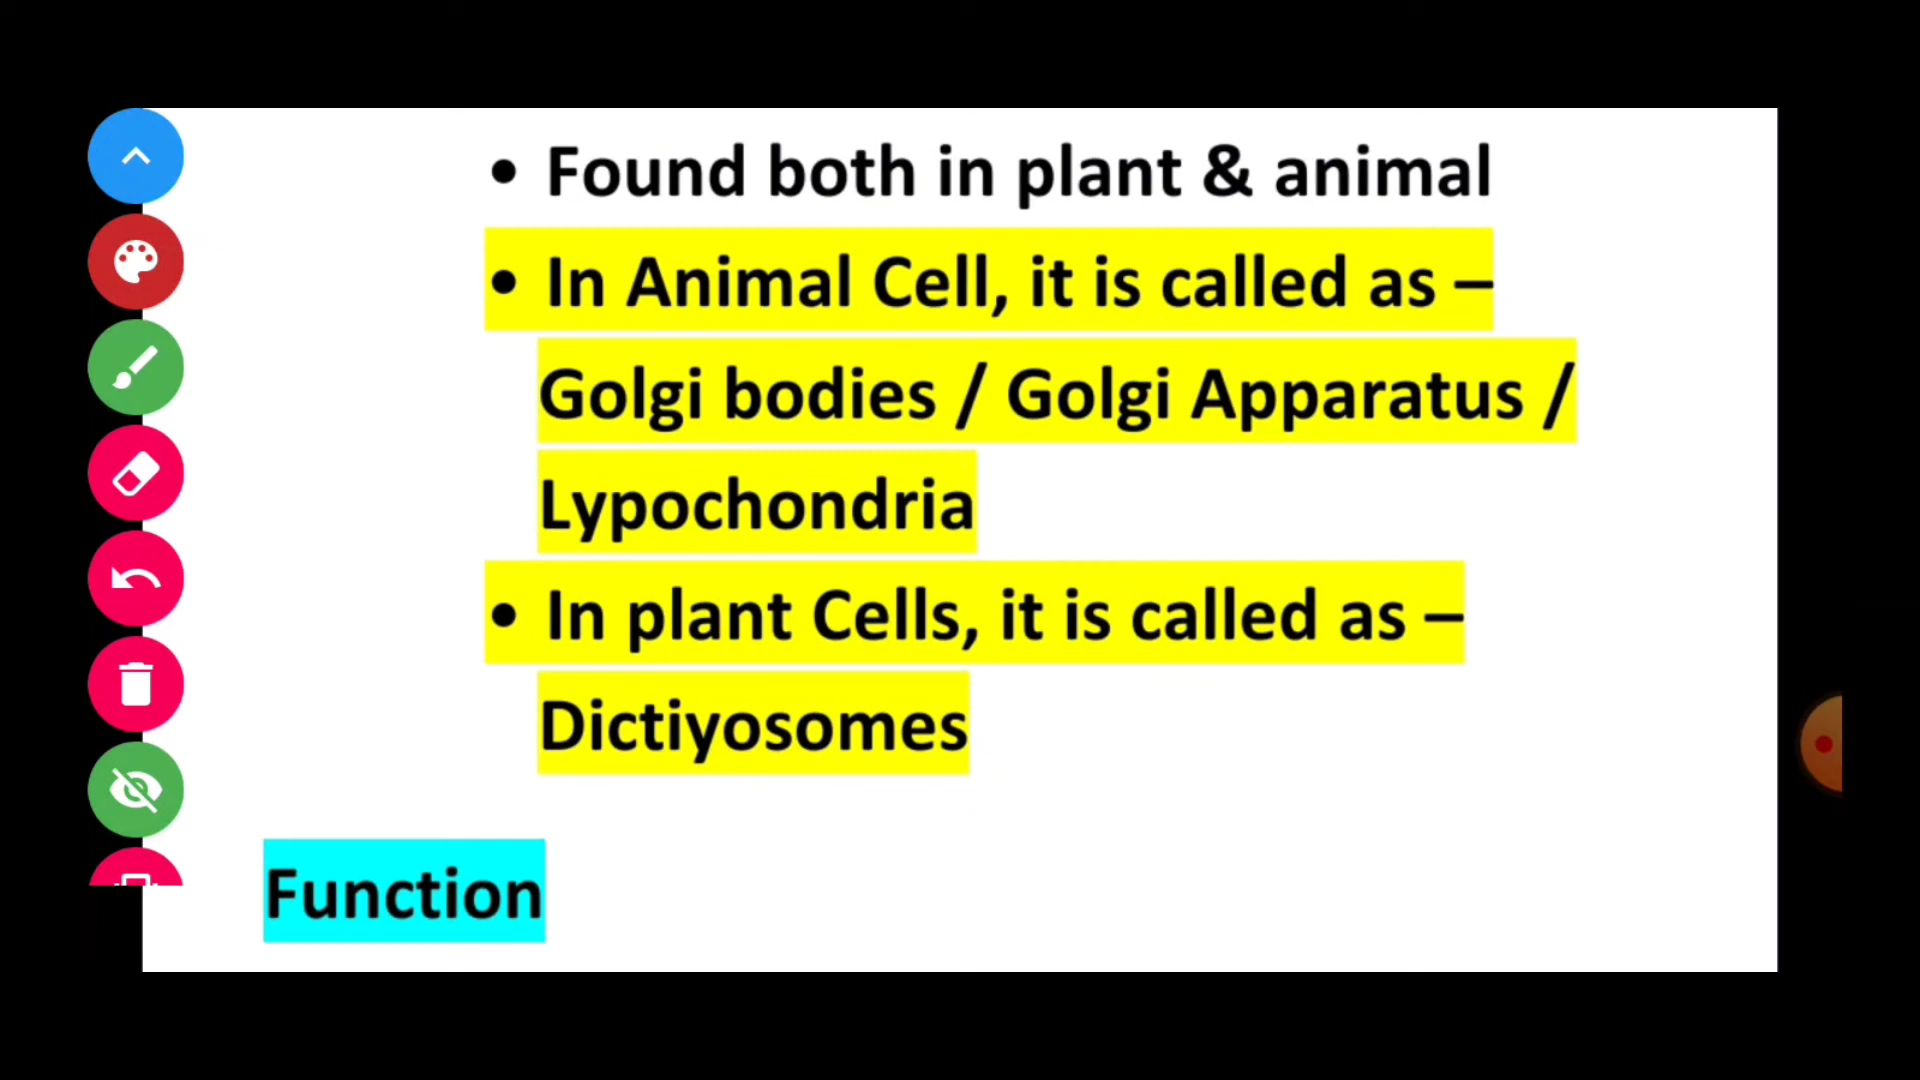 • Found both in plant & animal
• In Animal Cell, it is called as –
Golgi bodies / Golgi Apparatus /
Lypochondria
• In plant Cells, it is called as –
Dictiyosomes
Function